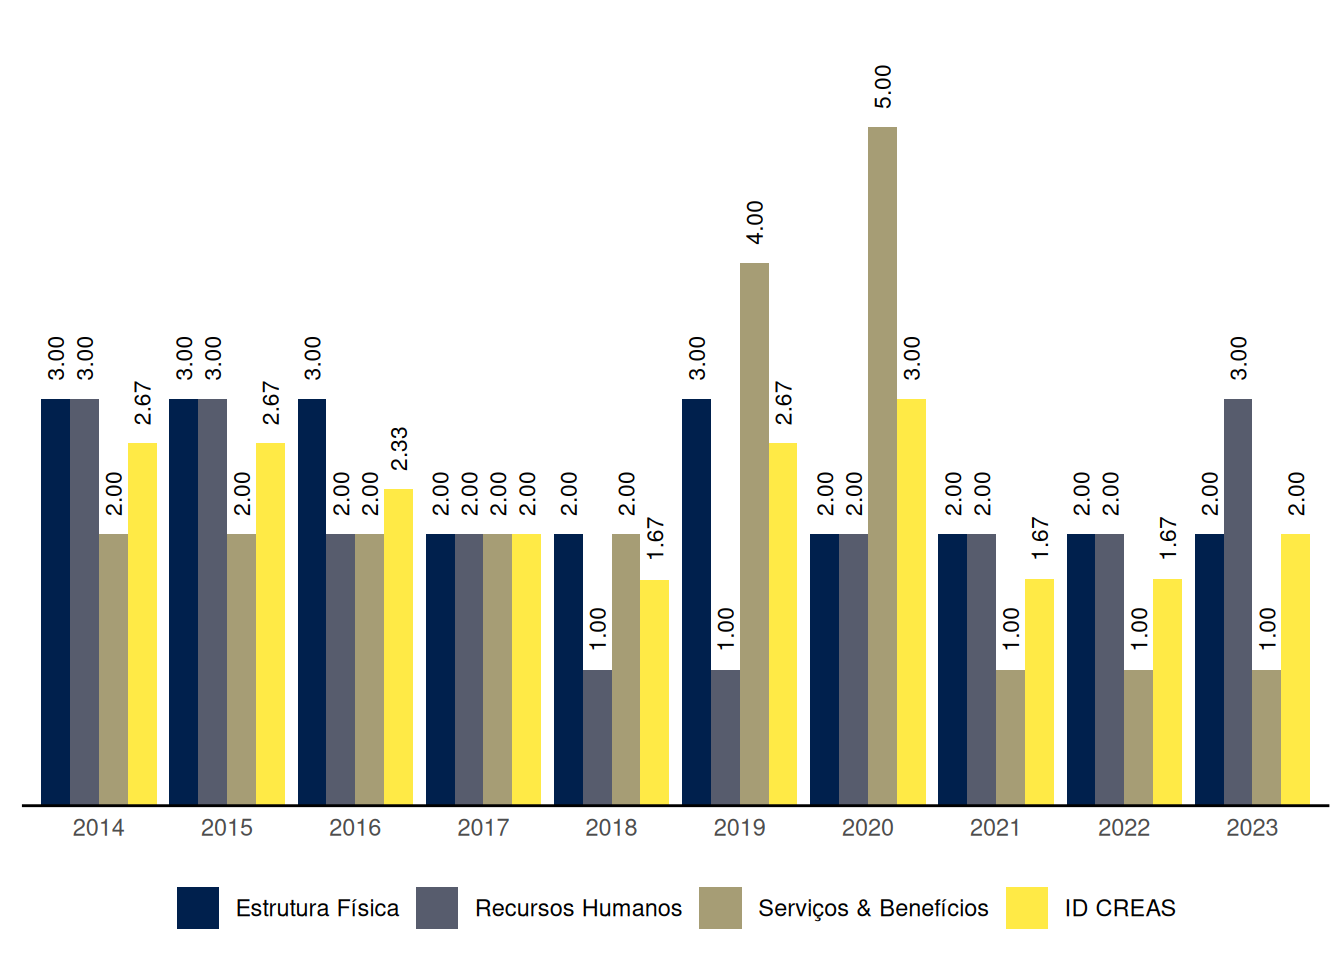 5.00
4.00
3.00 3.00 3.00 3.00 3.00 3.00 3.00 3.00
2.67 2.67 2.67
2.33
2.00 2.00 2.00 2.00 2.00 2.00 2.00 2.00 2.00 2.00 2.00 2.00 2.00 2.00 2.00 2.00 2.00 2.00
1.67 1.67 1.67
1.00 1.00 1.00 1.00 1.00
2014 2015 2016 2017 2018 2019 2020 2021 2022 2023
Estrutura Física Recursos Humanos Serviços & Benefícios ID CREAS